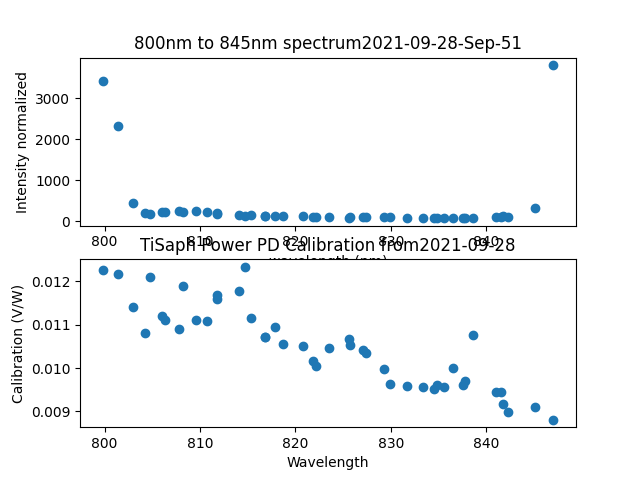 800nm to 845nm spectrum2021-09-28-Sep-51
Intensity normalized
3000
2000
1000
0
800 810 820 830 840
wavelength (nm)
TiSaph Power PD Calibration from2021-09-28
Calibration (V/W)
0.012
0.011
0.010
0.009
800 810 820 830 840
Wavelength